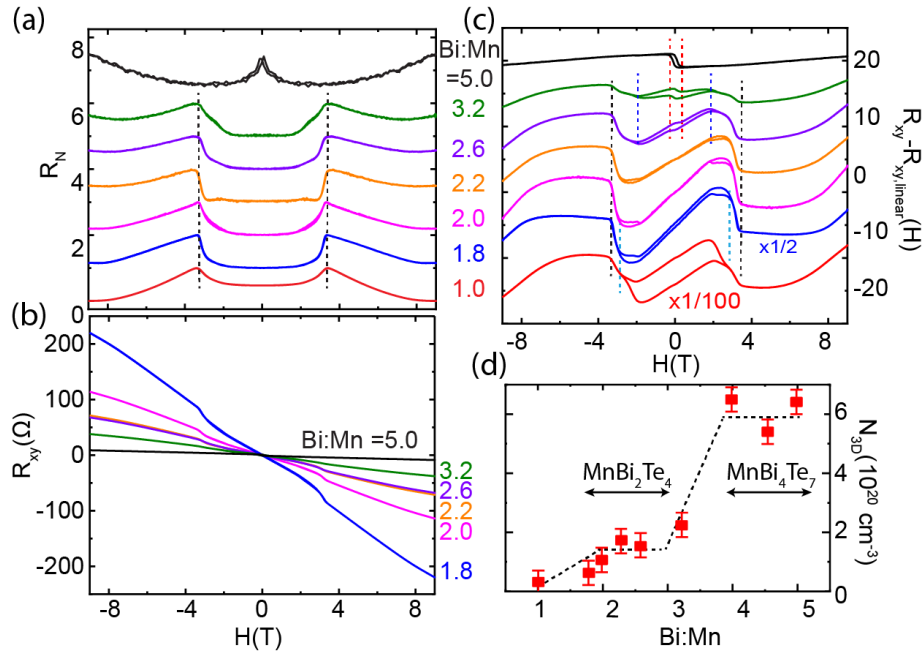 (a)
8
6
4
2
R_N
Bi:Mn
=5.0
3.2
2.6
2.2
2.0
1.8
1.0
(b)
200
100
0
-100
-200
R_xy(Ω)
Bi:Mn =5.0
3.2
2.6
2.2
2.0
1.8
-8 -4 0 4 8
H(T)
(c)
20
10
0
-10
-20
R_xy-R_xy,linear(H)
x1/2
x1/100
-8 -4 0 4 8
H(T)
(d)
6
4
2
0
N_3D(10^20 cm^-3)
MnBi_2Te_4
MnBi_4Te_7
1 2 3 4 5
Bi:Mn